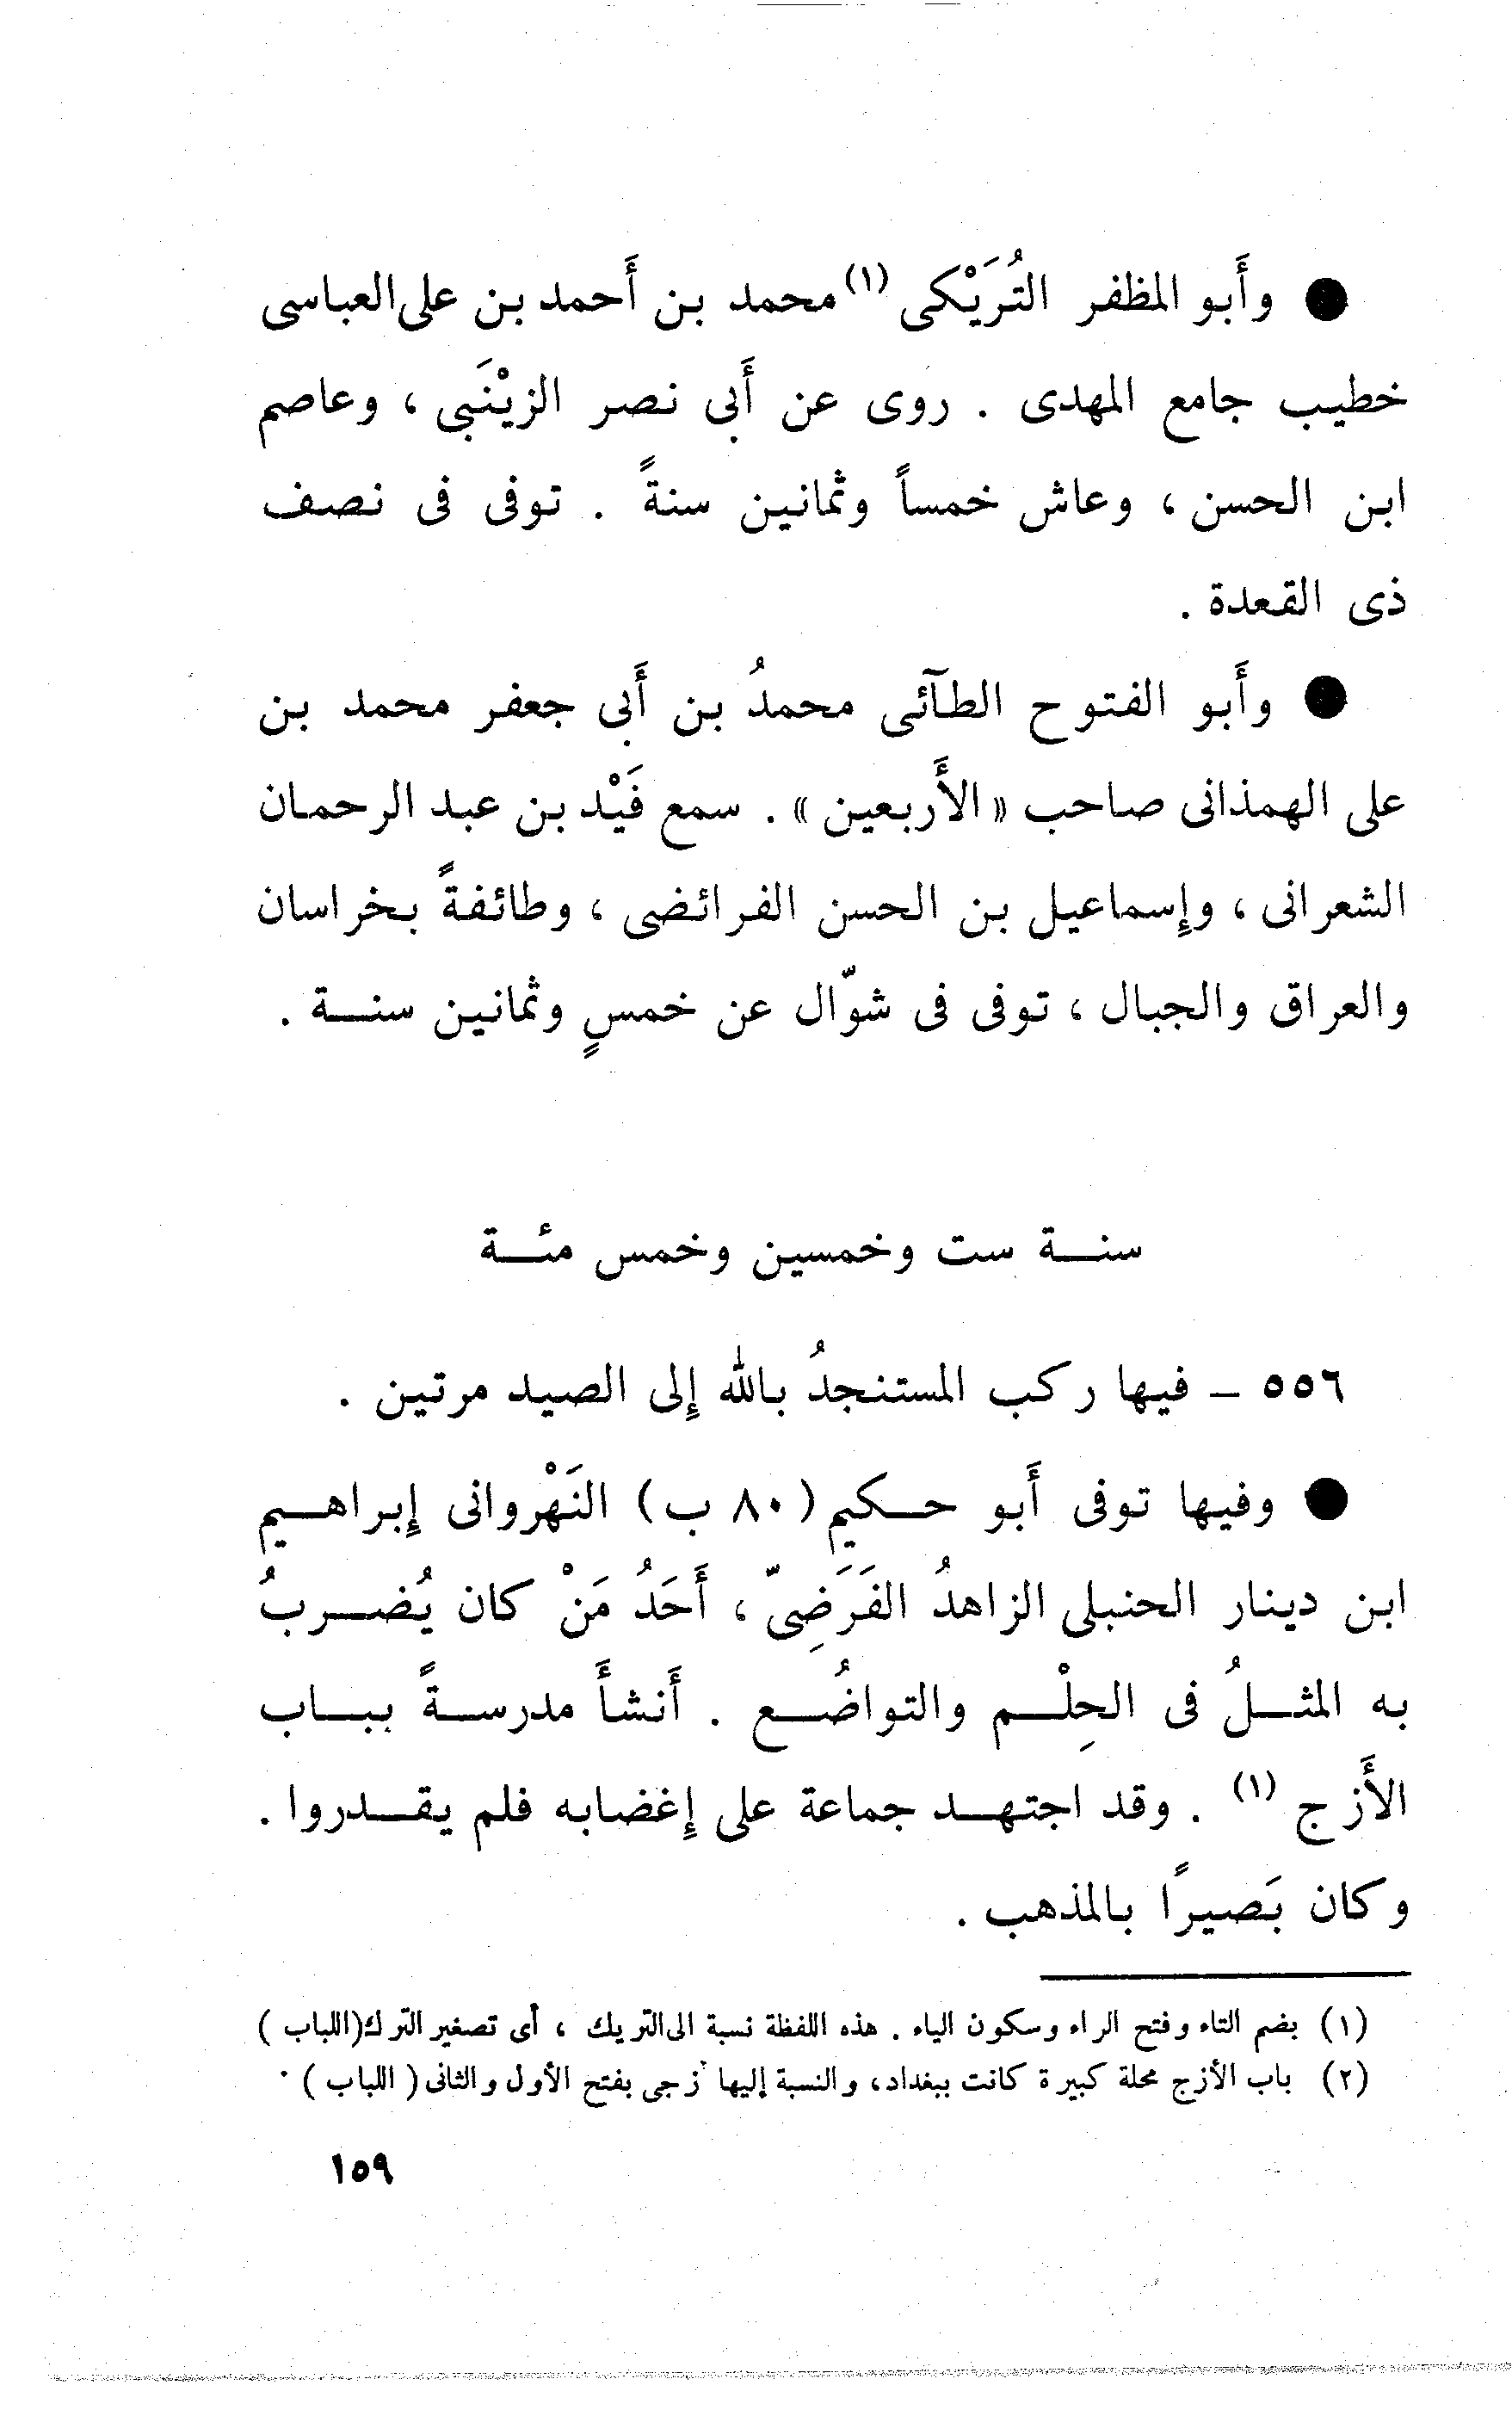 ● وأَبو المظفر التُرَيْكى (١) محمد بن أَحمد بن على العباسى
خطيب جامع المهدى . روى عن أَبى نصر الزيْنَبى ، وعاصم
ابن الحسن ، وعاش خمساً وثمانين سنةً . توفى فى نصف
ذى القعدة .
● وأَبو الفتوح الطآئى محمدُ بن أَبى جعفر محمد بن
على الهمذانى صاحب « الأَربعين » . سمع فَيْد بن عبد الرحمان
الشعرانى ، وإسماعيل بن الحسن الفرائضى ، وطائفةً بخراسان
والعراق والجبال ، توفى فى شوّال عن خمسٍ وثمانين سنة .
سنة ست وخمسين وخمس مئة
٥٥٦ – فيها ركب المستنجدُ بالله إلى الصيد مرتين .
● وفيها توفى أَبو حكيم ( ٨٠ ب ) النَهْروانى إبراهيم
ابن دينار الحنبلى الزاهدُ الفَرَضِىّ ، أَحَدُ مَنْ كان يُضربُ
به المثلُ فى الحِلْم والتواضُع . أَنشأَ مدرسةً بباب
الأَزج (١) . وقد اجتهد جماعة على إغضابه فلم يقدروا .
وكان بَصيرًا بالمذهب .
(١) بضم التاء وفتح الراء وسكون الياء . هذه اللفظة نسبة الى التريك ، أى تصغير الترك (اللباب )
(٢) باب الأزج محلة كبيرة كانت ببغداد، والنسبة إليها أزجى بفتح الأول والثانى ( اللباب ) .
١٥٩